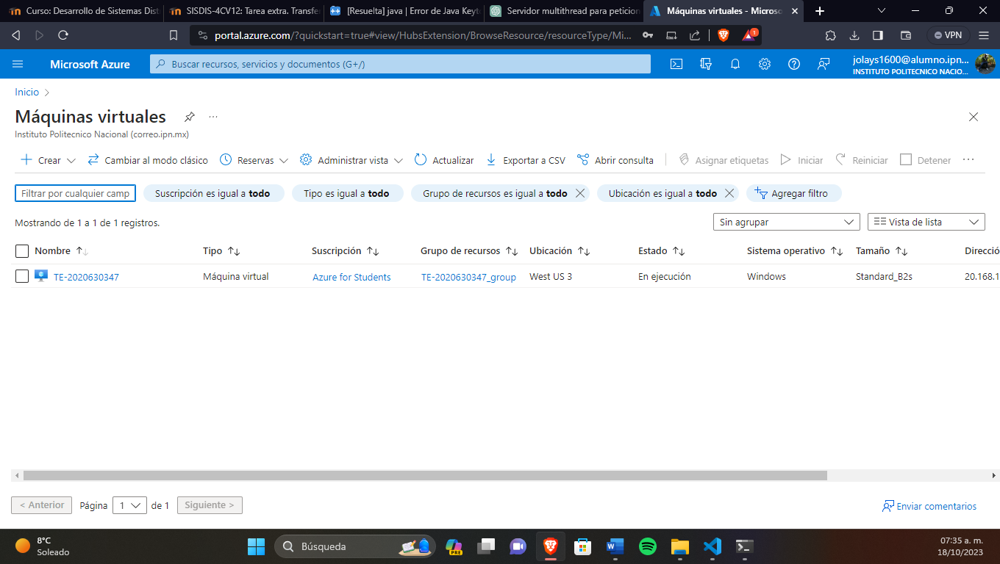 Curso: Desarrollo de Sistemas Dist
SISDIS-4CV12: Tarea extra. Transfe
[Resuelta] java | Error de Java Keyt
Servidor multithread para peticion
Máquinas virtuales - Microso
portal.azure.com/?quickstart=true#view/HubsExtension/BrowseResource/resourceType/Mi...
1
VPN
Microsoft Azure
Buscar recursos, servicios y documentos (G+/)
jolays1600@alumno.ipn...
INSTITUTO POLITECNICO NACIO...
Inicio
Máquinas virtuales
Instituto Politecnico Nacional (correo.ipn.mx)
Crear
Cambiar al modo clásico
Reservas
Administrar vista
Actualizar
Exportar a CSV
Abrir consulta
Asignar etiquetas
Iniciar
Reiniciar
Detener
Filtrar por cualquier camp
Suscripción es igual a todo
Tipo es igual a todo
Grupo de recursos es igual a todo
Ubicación es igual a todo
Agregar filtro
Mostrando de 1 a 1 de 1 registros.
Sin agrupar
Vista de lista
Nombre Tipo Suscripción Grupo de recursos Ubicación Estado Sistema operativo Tamaño Direcció
TE-2020630347 Máquina virtual Azure for Students TE-2020630347_group West US 3 En ejecución Windows Standard_B2s 20.168.1
< Anterior Página 1 de 1 Siguiente >
Enviar comentarios
8°C
Soleado
Búsqueda
PRE
07:35 a. m.
18/10/2023